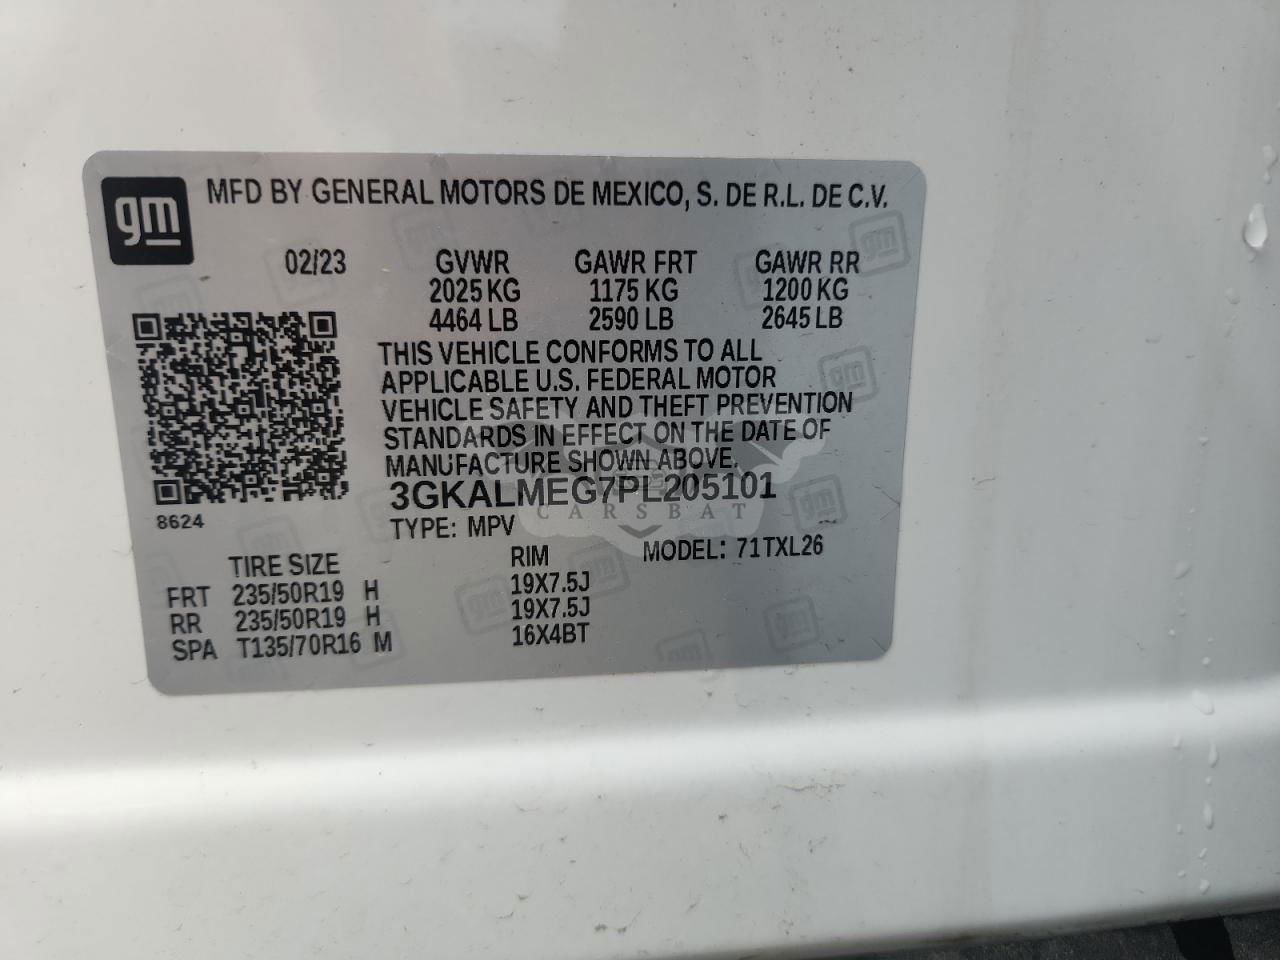 gm
MFD BY GENERAL MOTORS DE MEXICO, S. DE R.L. DE C.V.
02/23 GVWR GAWR FRT GAWR RR
2025 KG 1175 KG 1200 KG
4464 LB 2590 LB 2645 LB
THIS VEHICLE CONFORMS TO ALL
APPLICABLE U.S. FEDERAL MOTOR
VEHICLE SAFETY AND THEFT PREVENTION
STANDARDS IN EFFECT ON THE DATE OF
MANUFACTURE SHOWN ABOVE.
3GKALMEG7PL205101
CARSBAT
8624
TYPE: MPV MODEL: 71TXL26
TIRE SIZE RIM
FRT 235/50R19 H 19X7.5J
RR 235/50R19 H 19X7.5J
SPA T135/70R16 M 16X4BT